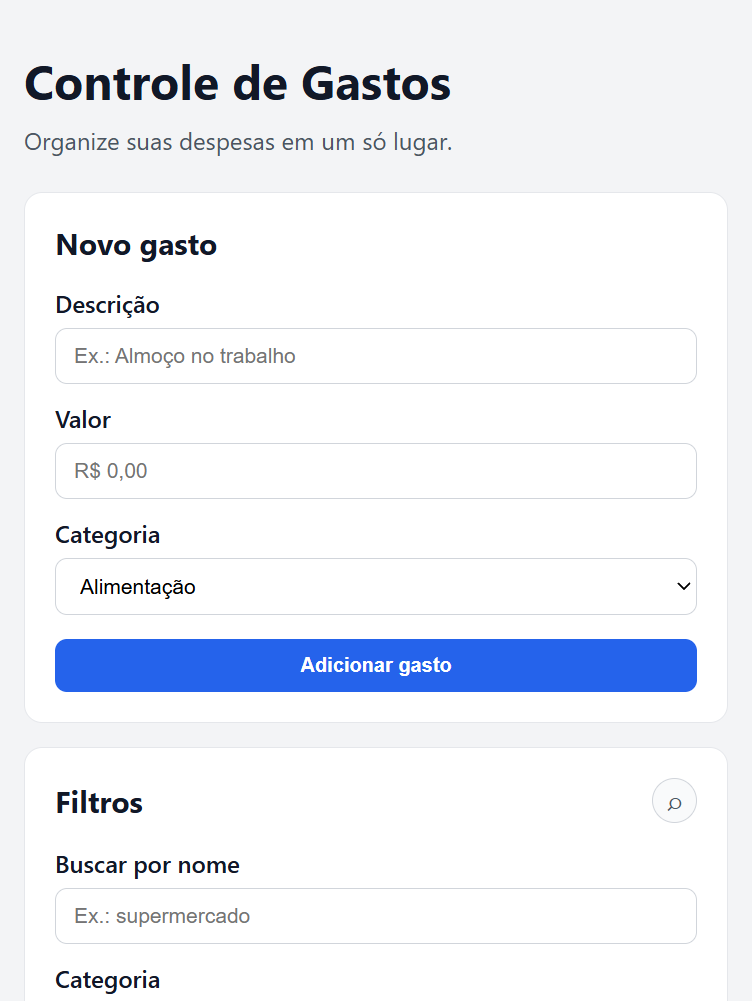 Controle de Gastos
Organize suas despesas em um só lugar.
Novo gasto
Descrição
Ex.: Almoço no trabalho
Valor
R$ 0,00
Categoria
Alimentação
Adicionar gasto
Filtros
Buscar por nome
Ex.: supermercado
Categoria